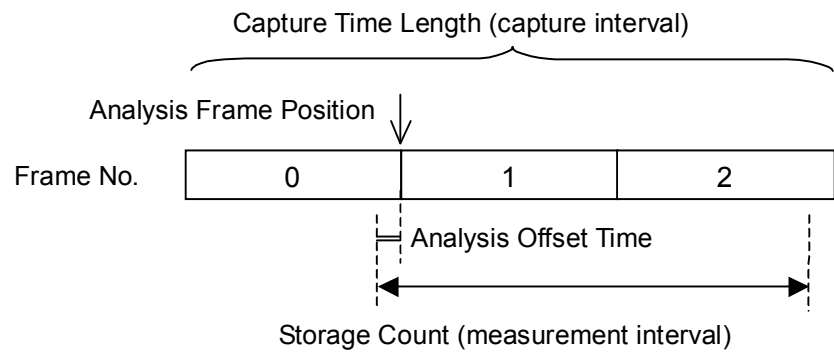 Capture Time Length (capture interval)
Analysis Frame Position
Frame No. 0 1 2
Analysis Offset Time
Storage Count (measurement interval)